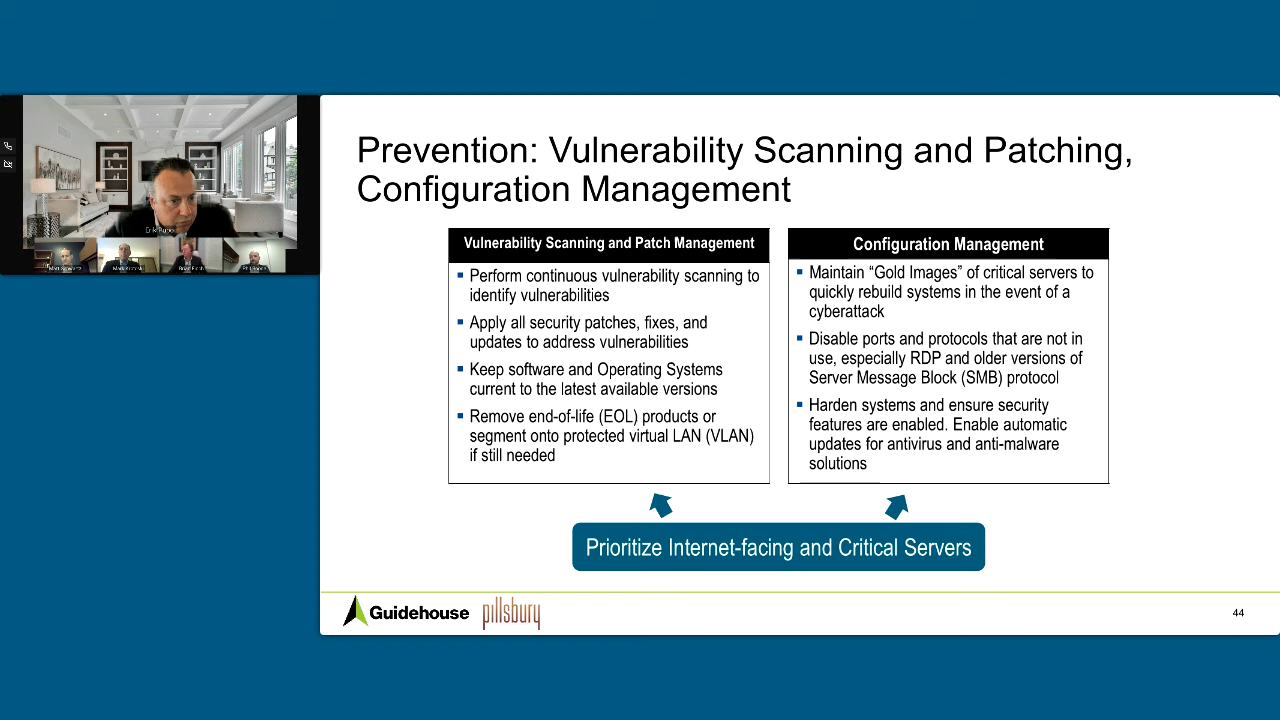 Prevention: Vulnerability Scanning and Patching,
Configuration Management
Vulnerability Scanning and Patch Management
Perform continuous vulnerability scanning to
identify vulnerabilities
Apply all security patches, fixes, and
updates to address vulnerabilities
Keep software and Operating Systems
current to the latest available versions
Remove end-of-life (EOL) products or
segment onto protected virtual LAN (VLAN)
if still needed
Configuration Management
Maintain “Gold Images” of critical servers to
quickly rebuild systems in the event of a
cyberattack
Disable ports and protocols that are not in
use, especially RDP and older versions of
Server Message Block (SMB) protocol
Harden systems and ensure security
features are enabled. Enable automatic
updates for antivirus and anti-malware
solutions
Prioritize Internet-facing and Critical Servers
Guidehouse
pillsbury
44